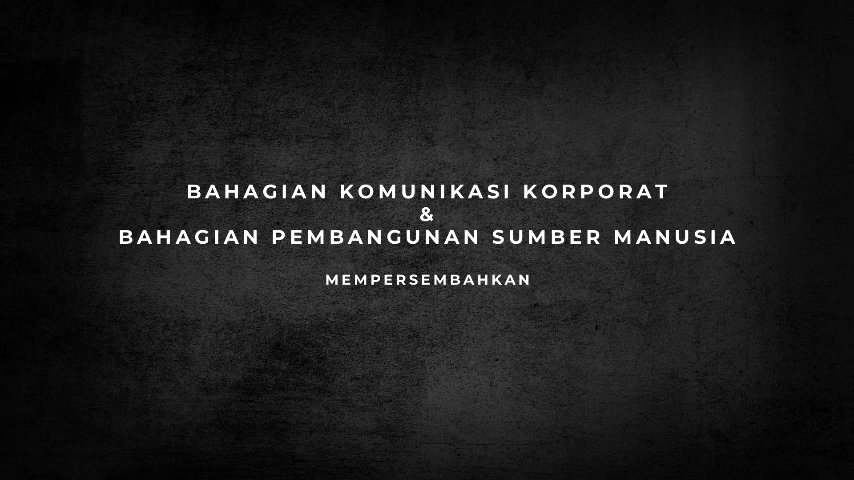 BAHAGIAN KOMUNIKASI KORPORAT
&
BAHAGIAN PEMBANGUNAN SUMBER MANUSIA
MEMPERSEMBAHKAN